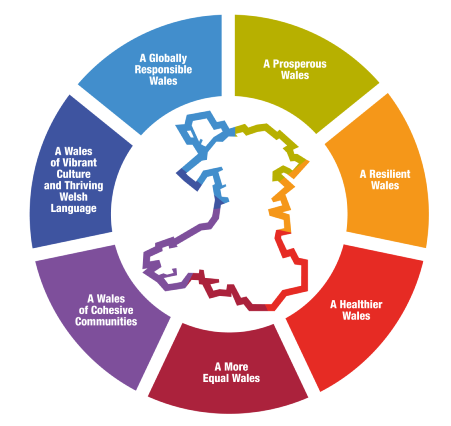 A Globally
Responsible
Wales
A Prosperous
Wales
A Resilient
Wales
A Healthier
Wales
A More
Equal Wales
A Wales
of Cohesive
Communities
A Wales
of Vibrant
Culture
and Thriving
Welsh
Language